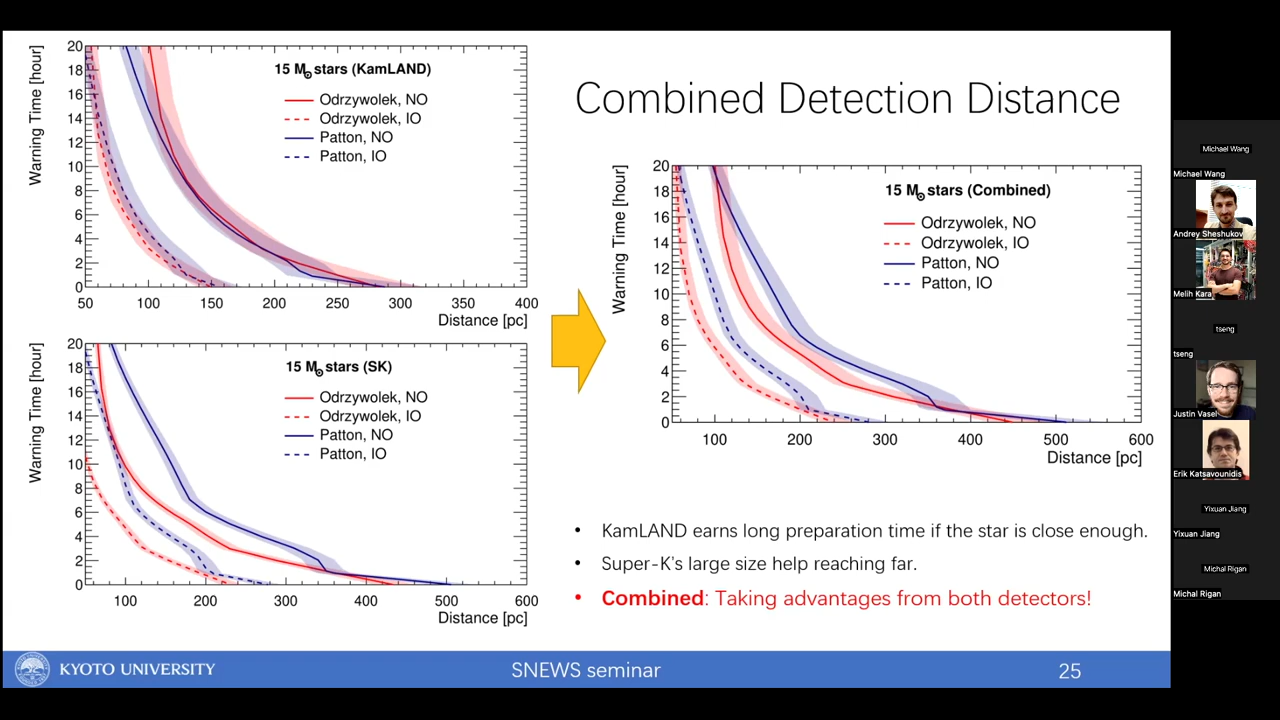 Combined Detection Distance
20
18
16
14
12
10
8
6
4
2
0
Warning Time [hour]
15 M⊙ stars (KamLAND)
Odrzywolek, NO
Odrzywolek, IO
Patton, NO
Patton, IO
50 100 150 200 250 300 350 400
Distance [pc]
20
18
16
14
12
10
8
6
4
2
0
Warning Time [hour]
15 M⊙ stars (SK)
Odrzywolek, NO
Odrzywolek, IO
Patton, NO
Patton, IO
100 200 300 400 500 600
Distance [pc]
20
18
16
14
12
10
8
6
4
2
0
Warning Time [hour]
15 M⊙ stars (Combined)
Odrzywolek, NO
Odrzywolek, IO
Patton, NO
Patton, IO
100 200 300 400 500 600
Distance [pc]
• KamLAND earns long preparation time if the star is close enough.
• Super-K's large size help reaching far.
• Combined: Taking advantages from both detectors!
KYOTO UNIVERSITY
SNEWS seminar
25
Michael Wang
Michael Wang
Andrey Sheshukov
Melih Kara
tseng
tseng
Justin Vasel
Erik Katsavounidis
Yixuan Jiang
Yixuan Jiang
Michal Rigan
Michal Rigan